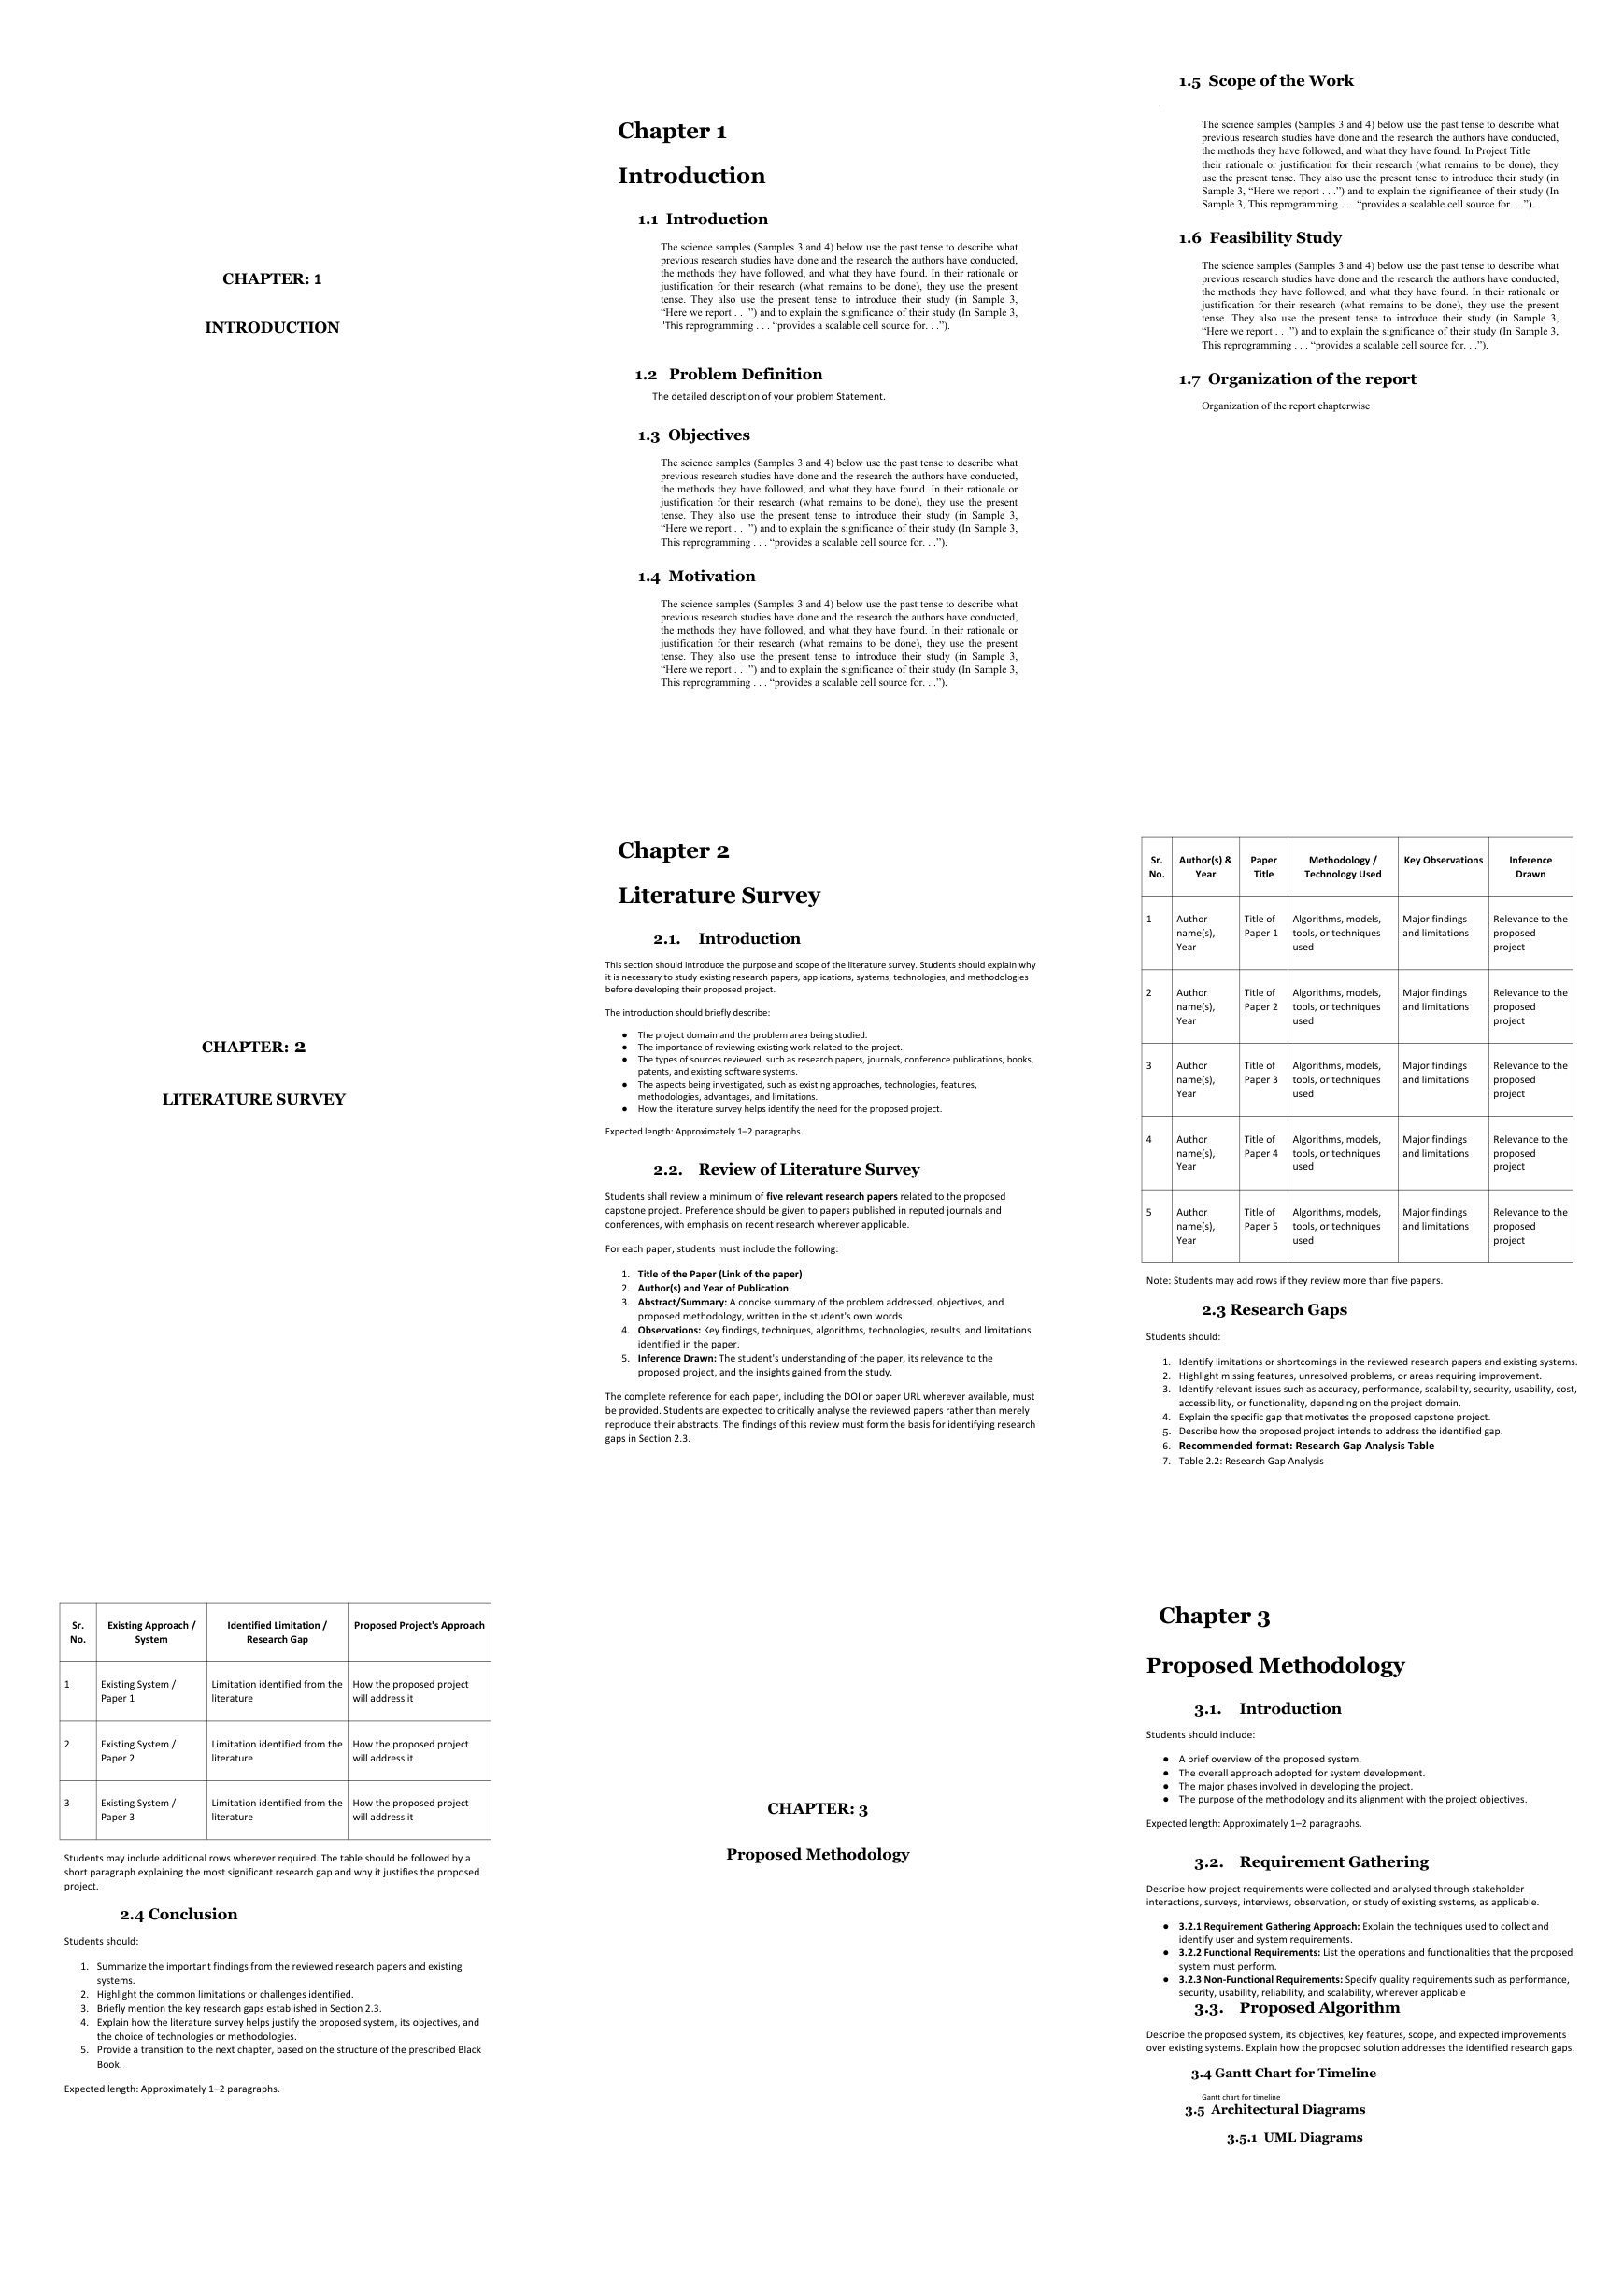 CHAPTER: 1
INTRODUCTION
Chapter 1
Introduction
1.1 Introduction
The science samples (Samples 3 and 4) below use the past tense to describe what
previous research studies have done and the research the authors have conducted,
the methods they have followed, and what they have found. In their rationale or
justification for their research (what remains to be done), they use the present
tense. They also use the present tense to introduce their study (in Sample 3,
“Here we report . . .”) and to explain the significance of their study (In Sample 3,
"This reprogramming . . . “provides a scalable cell source for. . .”).
1.2 Problem Definition
The detailed description of your problem Statement.
1.3 Objectives
The science samples (Samples 3 and 4) below use the past tense to describe what
previous research studies have done and the research the authors have conducted,
the methods they have followed, and what they have found. In their rationale or
justification for their research (what remains to be done), they use the present
tense. They also use the present tense to introduce their study (in Sample 3,
“Here we report . . .”) and to explain the significance of their study (In Sample 3,
This reprogramming . . . “provides a scalable cell source for. . .”).
1.4 Motivation
The science samples (Samples 3 and 4) below use the past tense to describe what
previous research studies have done and the research the authors have conducted,
the methods they have followed, and what they have found. In their rationale or
justification for their research (what remains to be done), they use the present
tense. They also use the present tense to introduce their study (in Sample 3,
“Here we report . . .”) and to explain the significance of their study (In Sample 3,
This reprogramming . . . “provides a scalable cell source for. . .”).
1.5 Scope of the Work
The science samples (Samples 3 and 4) below use the past tense to describe what
previous research studies have done and the research the authors have conducted,
the methods they have followed, and what they have found. In Project Title
their rationale or justification for their research (what remains to be done), they
use the present tense. They also use the present tense to introduce their study (in
Sample 3, “Here we report . . .”) and to explain the significance of their study (In
Sample 3, This reprogramming . . . “provides a scalable cell source for. . .”).
1.6 Feasibility Study
The science samples (Samples 3 and 4) below use the past tense to describe what
previous research studies have done and the research the authors have conducted,
the methods they have followed, and what they have found. In their rationale or
justification for their research (what remains to be done), they use the present
tense. They also use the present tense to introduce their study (in Sample 3,
“Here we report . . .”) and to explain the significance of their study (In Sample 3,
This reprogramming . . . “provides a scalable cell source for. . .”).
1.7 Organization of the report
Organization of the report chapterwise
CHAPTER: 2
LITERATURE SURVEY
Chapter 2
Literature Survey
2.1. Introduction
This section should introduce the purpose and scope of the literature survey. Students should explain why
it is necessary to study existing research papers, applications, systems, technologies, and methodologies
before developing their proposed project.
The introduction should briefly describe:
● The project domain and the problem area being studied.
● The importance of reviewing existing work related to the project.
● The types of sources reviewed, such as research papers, journals, conference publications, books,
patents, and existing software systems.
● The aspects being investigated, such as existing approaches, technologies, features,
methodologies, advantages, and limitations.
● How the literature survey helps identify the need for the proposed project.
Expected length: Approximately 1–2 paragraphs.
2.2. Review of Literature Survey
Students shall review a minimum of five relevant research papers related to the proposed
capstone project. Preference should be given to papers published in reputed journals and
conferences, with emphasis on recent research wherever applicable.
For each paper, students must include the following:
1. Title of the Paper (Link of the paper)
2. Author(s) and Year of Publication
3. Abstract/Summary: A concise summary of the problem addressed, objectives, and
proposed methodology, written in the student's own words.
4. Observations: Key findings, techniques, algorithms, technologies, results, and limitations
identified in the paper.
5. Inference Drawn: The student's understanding of the paper, its relevance to the
proposed project, and the insights gained from the study.
The complete reference for each paper, including the DOI or paper URL wherever available, must
be provided. Students are expected to critically analyse the reviewed papers rather than merely
reproduce their abstracts. The findings of this review must form the basis for identifying research
gaps in Section 2.3.
Sr. Author(s) & Paper Methodology / Key Observations Inference
No. Year Title Technology Used Drawn
1 Author Title of Algorithms, models, Major findings Relevance to the
name(s), Paper 1 tools, or techniques and limitations proposed
Year used project
2 Author Title of Algorithms, models, Major findings Relevance to the
name(s), Paper 2 tools, or techniques and limitations proposed
Year used project
3 Author Title of Algorithms, models, Major findings Relevance to the
name(s), Paper 3 tools, or techniques and limitations proposed
Year used project
4 Author Title of Algorithms, models, Major findings Relevance to the
name(s), Paper 4 tools, or techniques and limitations proposed
Year used project
5 Author Title of Algorithms, models, Major findings Relevance to the
name(s), Paper 5 tools, or techniques and limitations proposed
Year used project
Note: Students may add rows if they review more than five papers.
2.3 Research Gaps
Students should:
1. Identify limitations or shortcomings in the reviewed research papers and existing systems.
2. Highlight missing features, unresolved problems, or areas requiring improvement.
3. Identify relevant issues such as accuracy, performance, scalability, security, usability, cost,
accessibility, or functionality, depending on the project domain.
4. Explain the specific gap that motivates the proposed capstone project.
5. Describe how the proposed project intends to address the identified gap.
6. Recommended format: Research Gap Analysis Table
7. Table 2.2: Research Gap Analysis
Sr. Existing Approach / Identified Limitation / Proposed Project's Approach
No. System Research Gap
1 Existing System / Limitation identified from the How the proposed project
Paper 1 literature will address it
2 Existing System / Limitation identified from the How the proposed project
Paper 2 literature will address it
3 Existing System / Limitation identified from the How the proposed project
Paper 3 literature will address it
Students may include additional rows wherever required. The table should be followed by a
short paragraph explaining the most significant research gap and why it justifies the proposed
project.
2.4 Conclusion
Students should:
1. Summarize the important findings from the reviewed research papers and existing
systems.
2. Highlight the common limitations or challenges identified.
3. Briefly mention the key research gaps established in Section 2.3.
4. Explain how the literature survey helps justify the proposed system, its objectives, and
the choice of technologies or methodologies.
5. Provide a transition to the next chapter, based on the structure of the prescribed Black
Book.
Expected length: Approximately 1–2 paragraphs.
CHAPTER: 3
Proposed Methodology
Chapter 3
Proposed Methodology
3.1. Introduction
Students should include:
● A brief overview of the proposed system.
● The overall approach adopted for system development.
● The major phases involved in developing the project.
● The purpose of the methodology and its alignment with the project objectives.
Expected length: Approximately 1–2 paragraphs.
3.2. Requirement Gathering
Describe how project requirements were collected and analysed through stakeholder
interactions, surveys, interviews, observation, or study of existing systems, as applicable.
● 3.2.1 Requirement Gathering Approach: Explain the techniques used to collect and
identify user and system requirements.
● 3.2.2 Functional Requirements: List the operations and functionalities that the proposed
system must perform.
● 3.2.3 Non-Functional Requirements: Specify quality requirements such as performance,
security, usability, reliability, and scalability, wherever applicable
3.3. Proposed Algorithm
Describe the proposed system, its objectives, key features, scope, and expected improvements
over existing systems. Explain how the proposed solution addresses the identified research gaps.
3.4 Gantt Chart for Timeline
Gantt chart for timeline
3.5 Architectural Diagrams
3.5.1 UML Diagrams